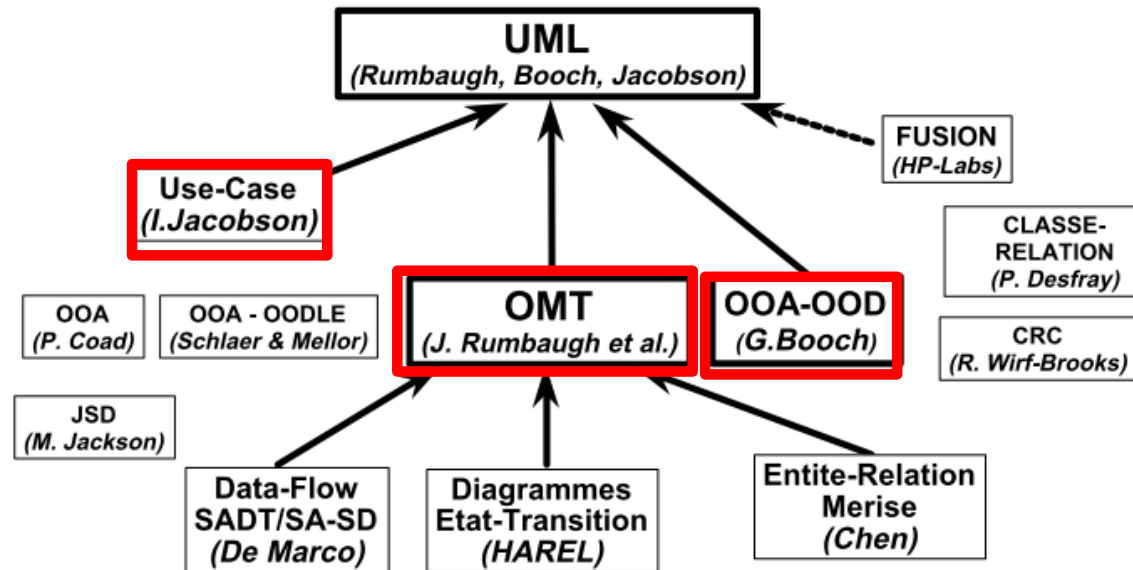 UML
(Rumbaugh, Booch, Jacobson)
FUSION
(HP-Labs)
Use-Case
(I.Jacobson)
CLASSE-
RELATION
(P. Desfray)
OOA
(P. Coad)
OOA - OODLE
(Schlaer & Mellor)
OMT
(J. Rumbaugh et al.)
OOA-OOD
(G.Booch)
CRC
(R. Wirf-Brooks)
JSD
(M. Jackson)
Data-Flow
SADT/SA-SD
(De Marco)
Diagrammes
Etat-Transition
(HAREL)
Entite-Relation
Merise
(Chen)